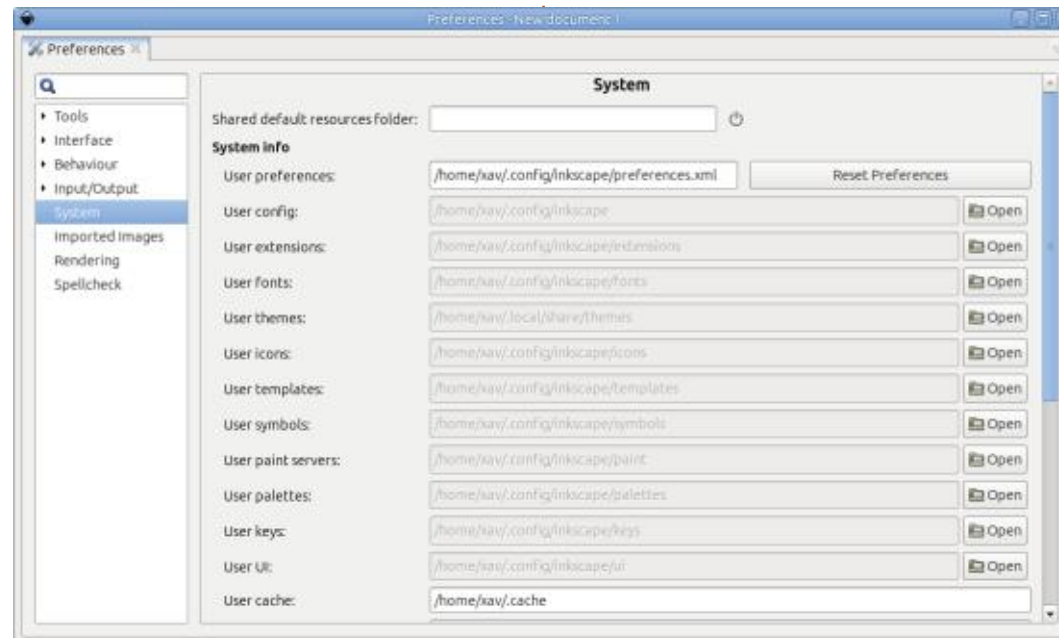 Preferences - New document 1
Preferences
System
Tools
Shared default resources folder:
Interface
System info
Behaviour
User preferences: /home/xav/.config/inkscape/preferences.xml Reset Preferences
Input/Output
System
User config: /home/xav/.config/inkscape Open
Imported Images
User extensions: /home/xav/.config/inkscape/extensions Open
Rendering
Spellcheck
User fonts: /home/xav/.config/inkscape/fonts Open
User themes: /home/xav/.local/share/themes Open
User icons: /home/xav/.config/inkscape/icons Open
User templates: /home/xav/.config/inkscape/templates Open
User symbols: /home/xav/.config/inkscape/symbols Open
User paint servers: /home/xav/.config/inkscape/paint Open
User palettes: /home/xav/.config/inkscape/palettes Open
User keys: /home/xav/.config/inkscape/keys Open
User UI: /home/xav/.config/inkscape/ui Open
User cache: /home/xav/.cache